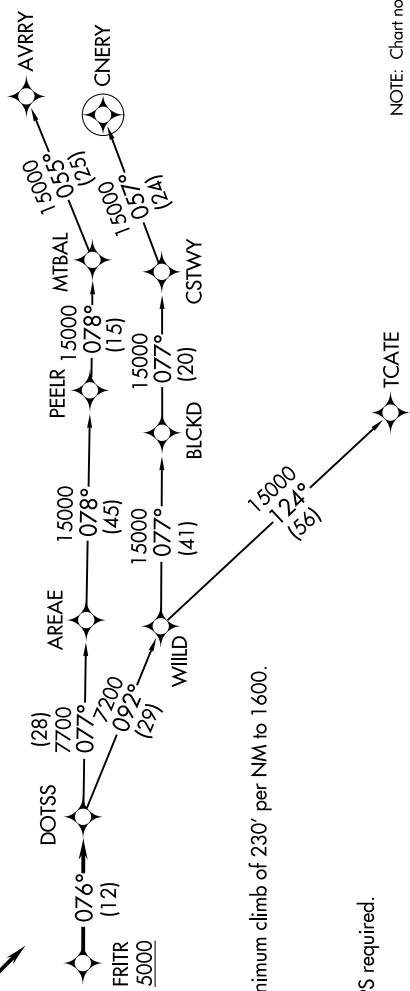 AVRRY
CNERY
15000
055°
(25)
15000
057°
(24)
MTBAL
CSTWY
PEELR
15000
078°
(15)
15000
077°
(20)
BLCKD
TCATE
15000
078°
(45)
15000
077°
(41)
15000
124°
(56)
AREAE
WIILD
(28)
7700
077°
7200
092°
(29)
DOTSS
076°
(12)
FRITR
5000
climb of 230' per NM to 1600.
required.
NOTE: Chart